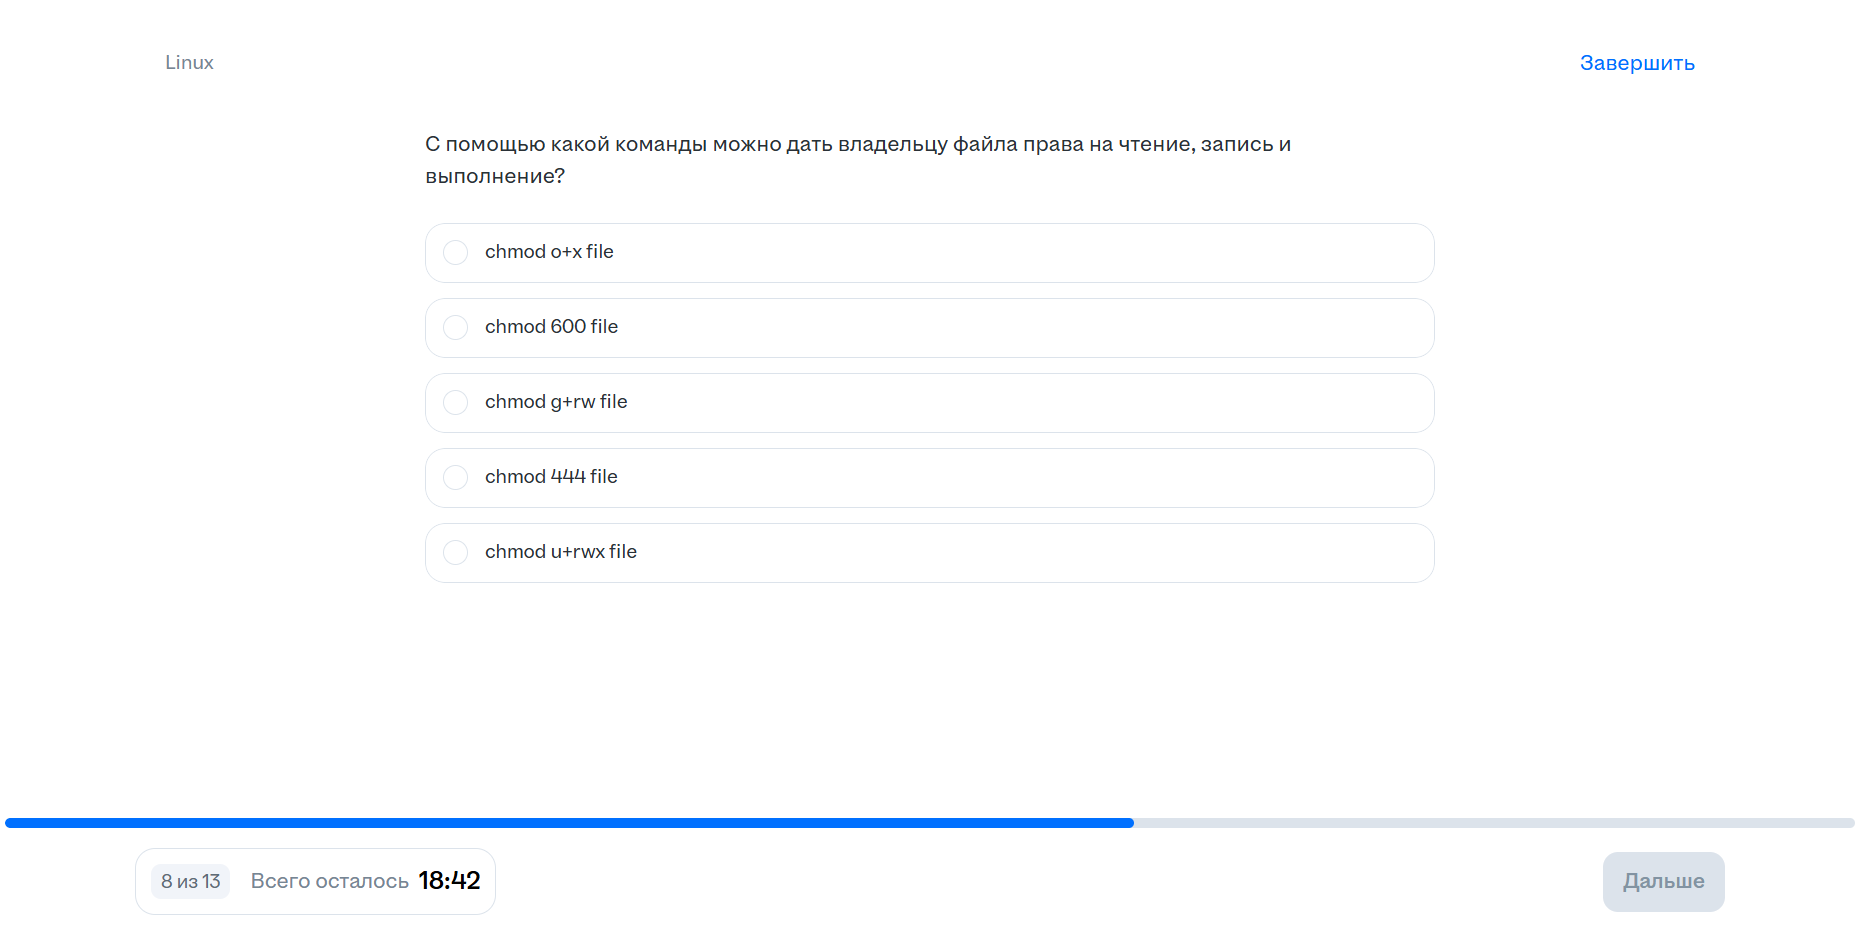 Linux
Завершить
С помощью какой команды можно дать владельцу файла права на чтение, запись и
выполнение?
chmod o+x file
chmod 600 file
chmod g+rw file
chmod 444 file
chmod u+rwx file
8 из 13 Всего осталось 18:42
Дальше